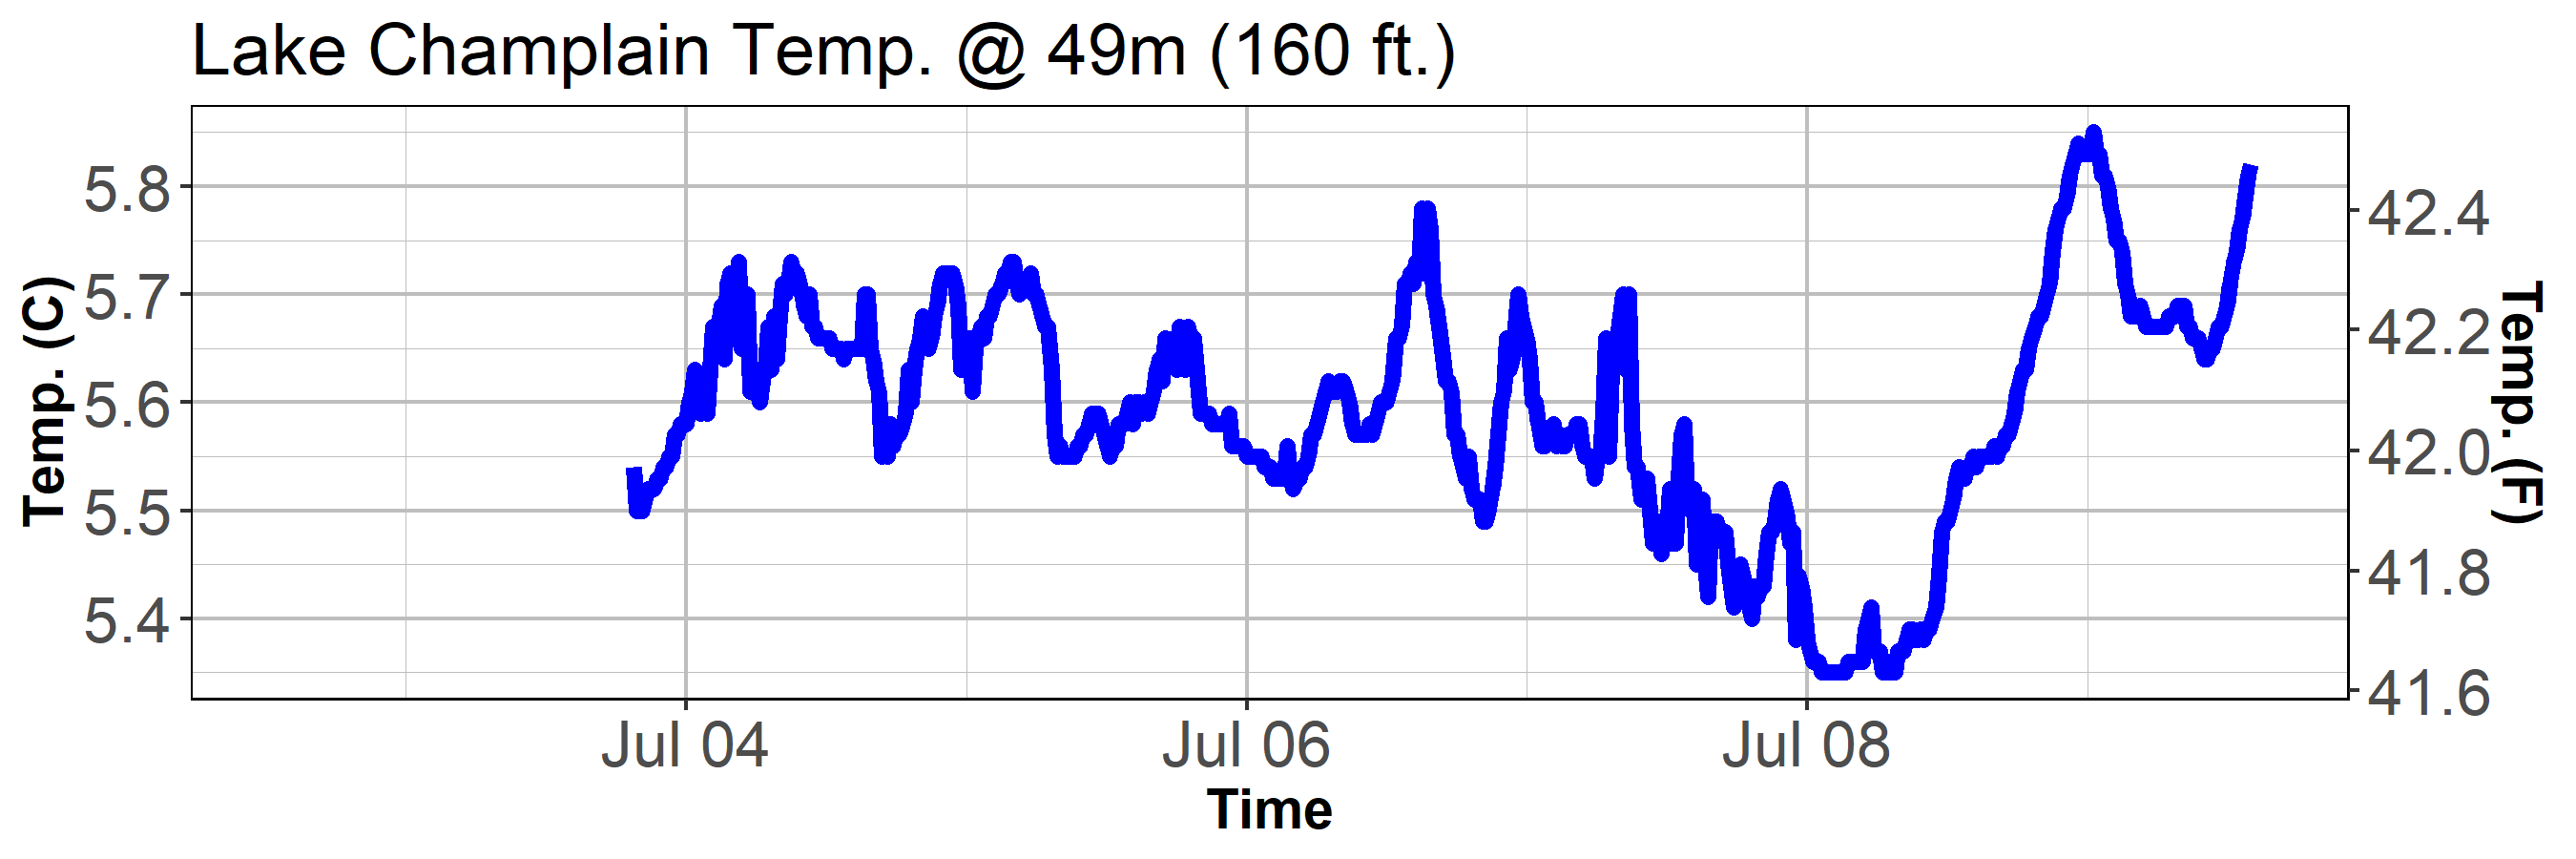 Lake Champlain Temp. @ 49m (160 ft.)
Temp. (C)
5.8
5.7
5.6
5.5
5.4
42.4
42.2
42.0
41.8
41.6
Temp. (F)
Jul 04 Jul 06 Jul 08
Time